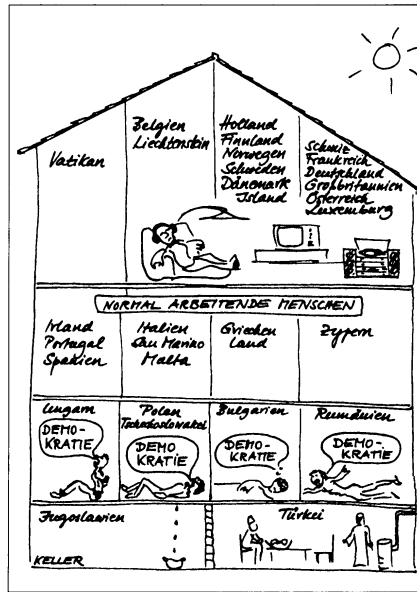 Vatikan
Belgien
Liechtenstein
Holland
Finnland
Norwegen
Schweden
Dänemark
Island
Schweiz
Frankreich
Deutschland
Großbritannien
Österreich
Luxemburg
NORMAL ARBEITENDE MENSCHEN
Irland
Portugal
Spanien
Italien
San Marino
Malta
Griechen
land
Zypern
Ungarn
DEMO-
KRATIE
Polen
Tschechoslowakei
DEMO
KRATIE
Bulgarien
DEMO-
KRATIE
Rumänien
DEMO-
KRATIE
Jugoslawien
KELLER
Türkei